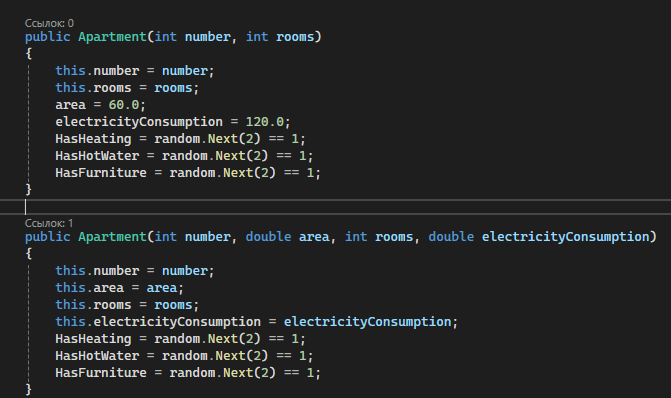 Ссылок: 0
public Apartment(int number, int rooms)
{
this.number = number;
this.rooms = rooms;
area = 60.0;
electricityConsumption = 120.0;
HasHeating = random.Next(2) == 1;
HasHotWater = random.Next(2) == 1;
HasFurniture = random.Next(2) == 1;
}
Ссылок: 1
public Apartment(int number, double area, int rooms, double electricityConsumption)
{
this.number = number;
this.area = area;
this.rooms = rooms;
this.electricityConsumption = electricityConsumption;
HasHeating = random.Next(2) == 1;
HasHotWater = random.Next(2) == 1;
HasFurniture = random.Next(2) == 1;
}